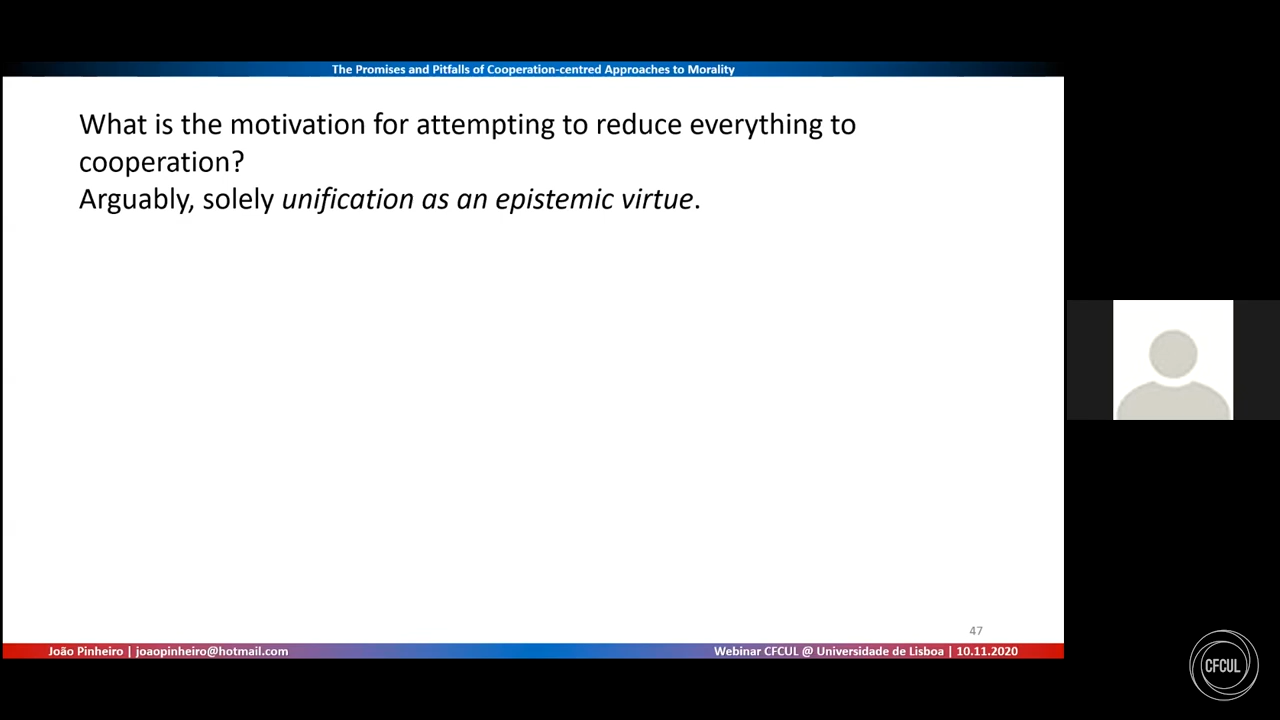 The Promises and Pitfalls of Cooperation-centred Approaches to Morality
What is the motivation for attempting to reduce everything to
cooperation?
Arguably, solely unification as an epistemic virtue.
47
João Pinheiro | joaopinheiro@hotmail.com
Webinar CFCUL @ Universidade de Lisboa | 10.11.2020
CFCUL